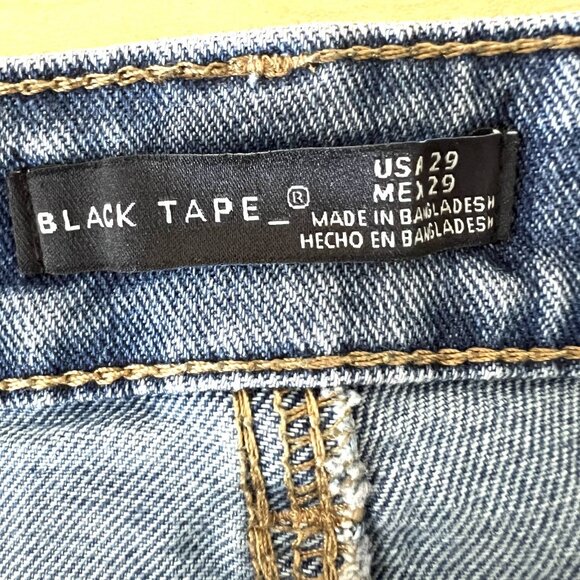 BLACK TAPE_®
USA 29
MEX 29
MADE IN BANGLADESH
HECHO EN BANGLADESH